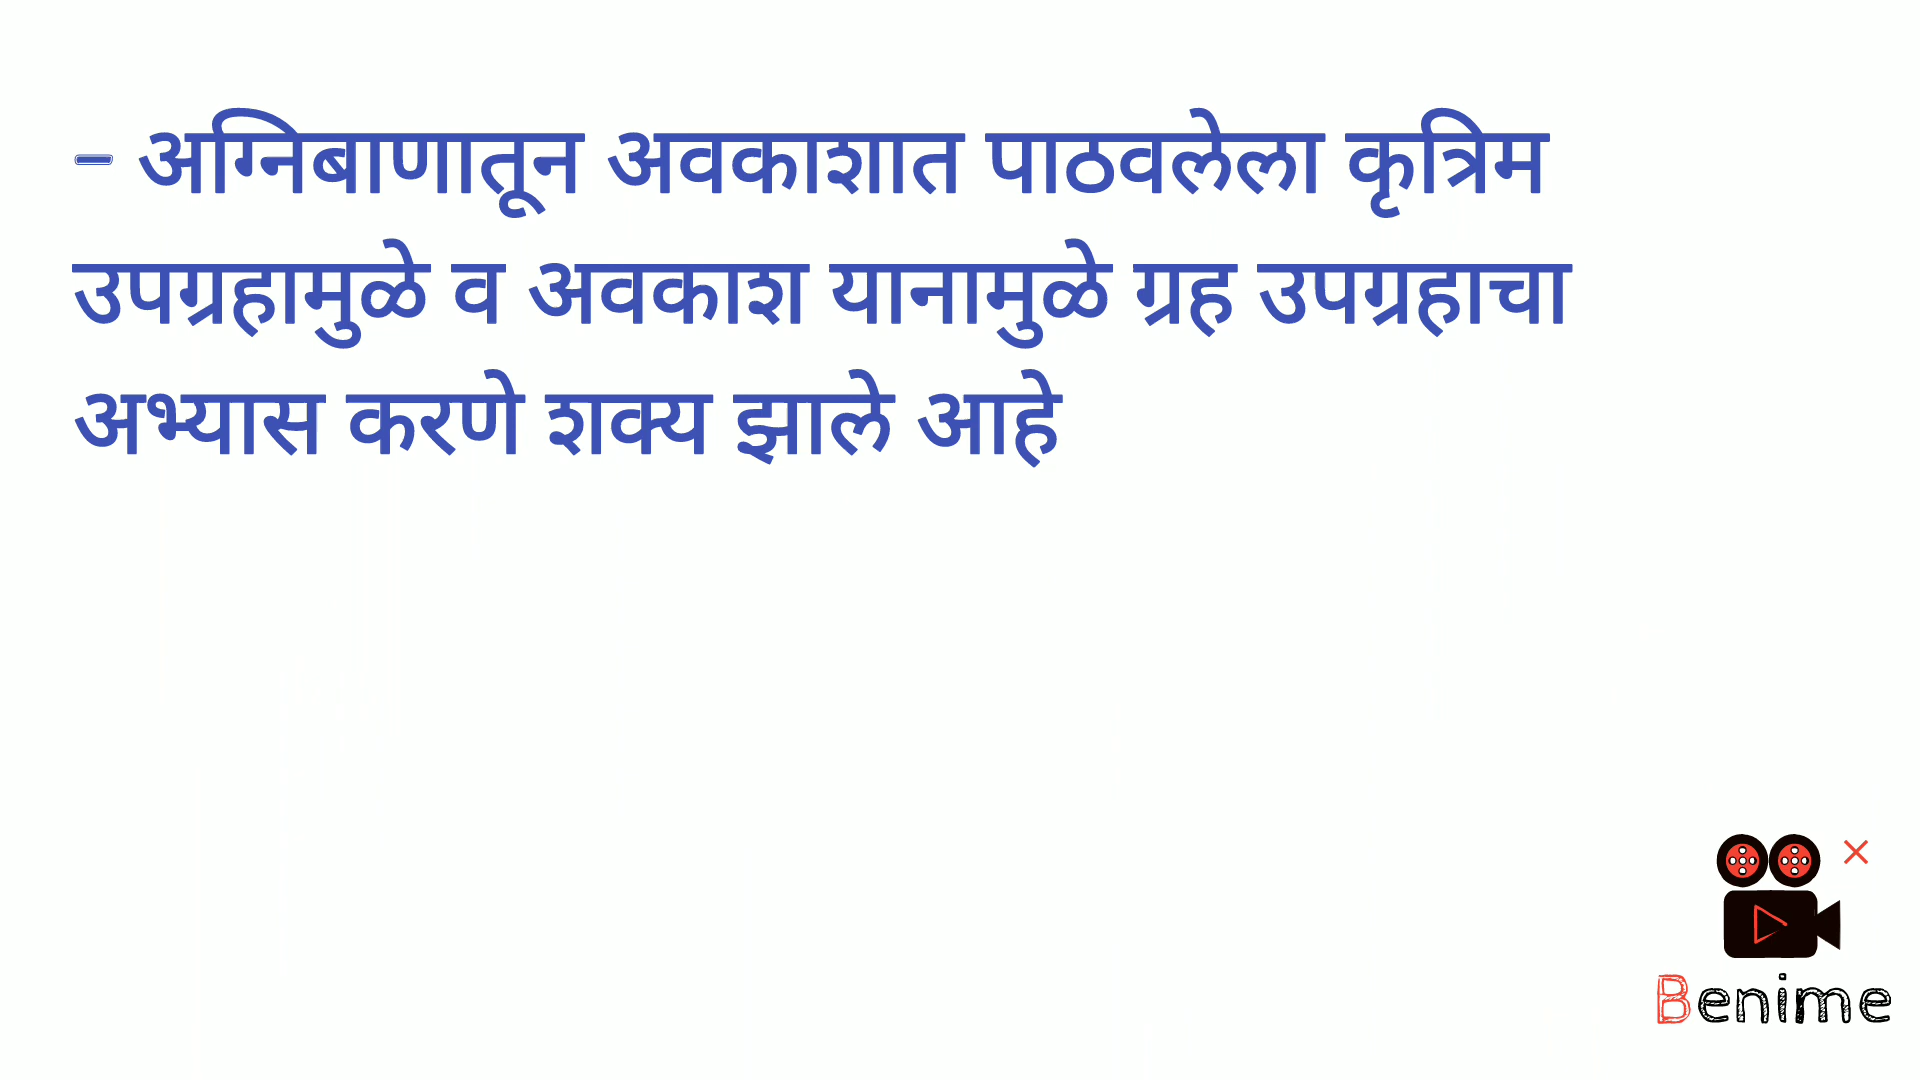 - अग्निबाणातून अवकाशात पाठवलेला कृत्रिम
उपग्रहामुळे व अवकाश यानामुळे ग्रह उपग्रहाचा
अभ्यास करणे शक्य झाले आहे
Benime